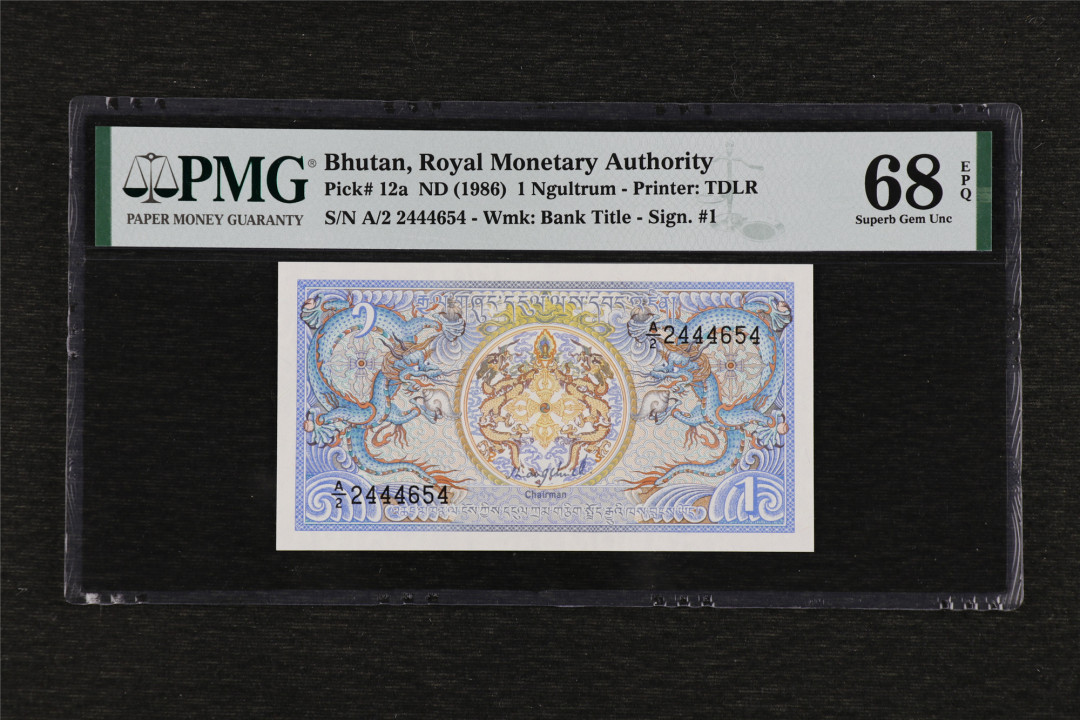 PMG®
PAPER MONEY GUARANTY
Bhutan, Royal Monetary Authority
Pick# 12a ND (1986) 1 Ngultrum - Printer: TDLR
S/N A/2 2444654 - Wmk: Bank Title - Sign. #1
68
EPQ
Superb Gem Unc
༡
A/2 2444654
A/2 2444654
Chairman
1